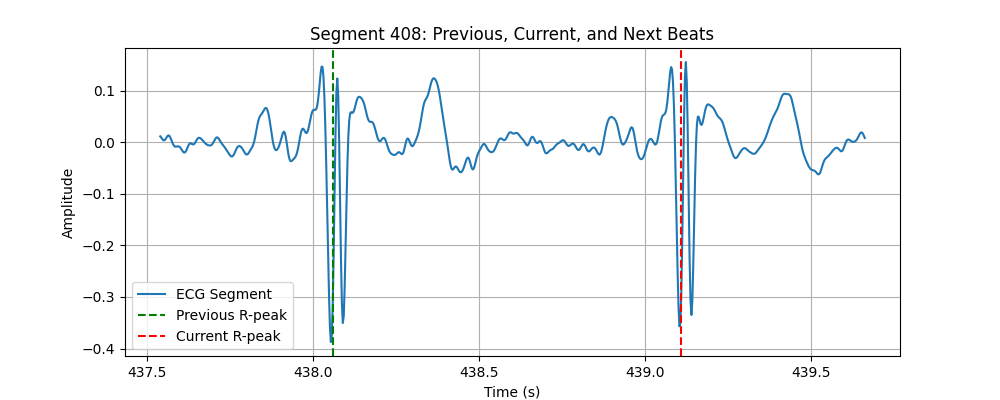 Segment 408: Previous, Current, and Next Beats
Amplitude
0.1
0.0
−0.1
−0.2
−0.3
−0.4
ECG Segment
Previous R-peak
Current R-peak
437.5
438.0
438.5
439.0
439.5
Time (s)